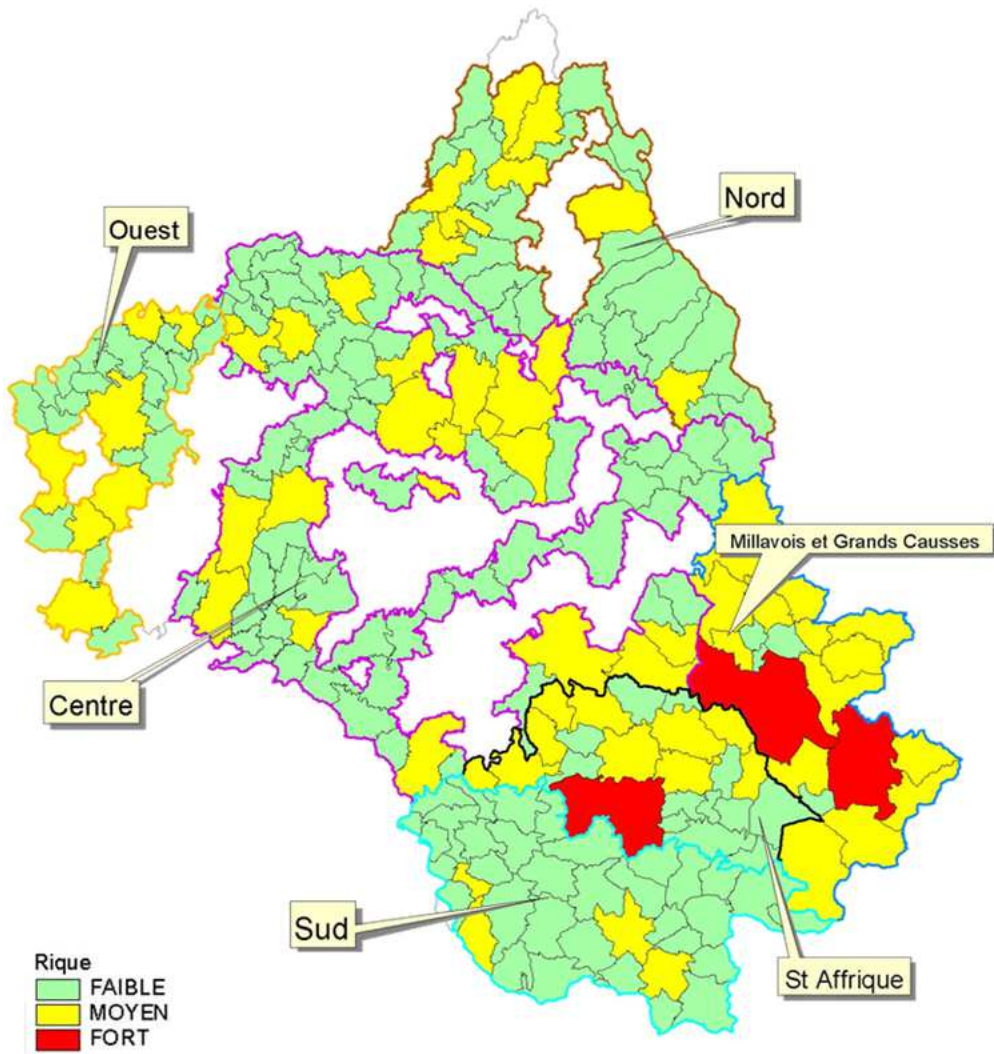 Nord
Ouest
Millavois et Grands Causses
Centre
Sud
St Affrique
Rique
FAIBLE
MOYEN
FORT